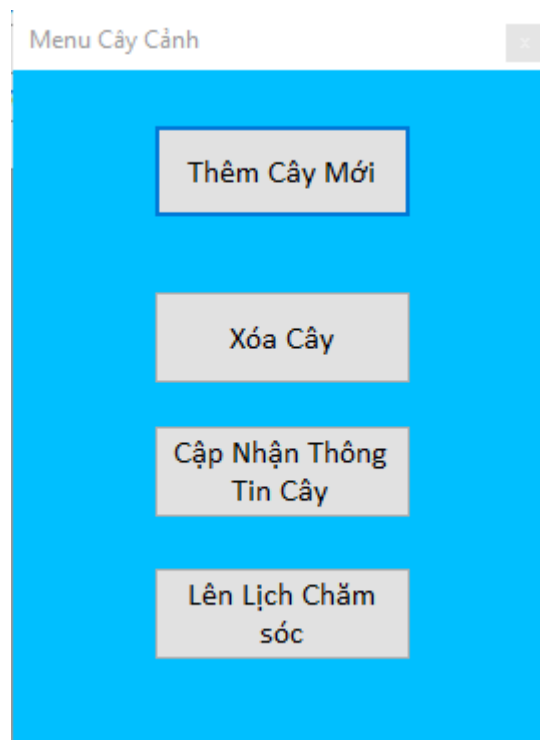 Menu Cây Cảnh
x
Thêm Cây Mới
Xóa Cây
Cập Nhận Thông
Tin Cây
Lên Lịch Chăm
sóc